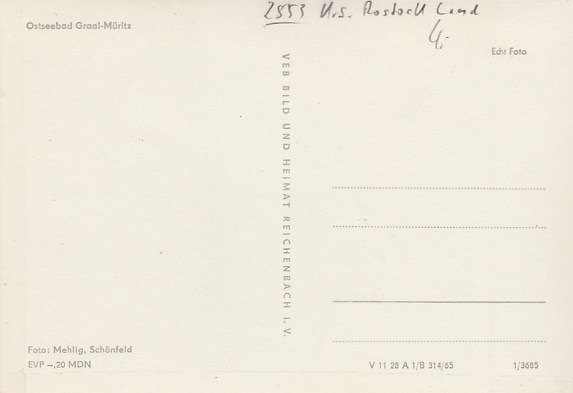 2553 Krs. Rostock Land
4,-
Ostseebad Graal-Müritz
Echt Foto
VEB BILD UND HEIMAT REICHENBACH I. V.
Foto: Mehlig, Schönfeld
EVP –,20 MDN
V 11 28 A 1/B 314/65
1/3685